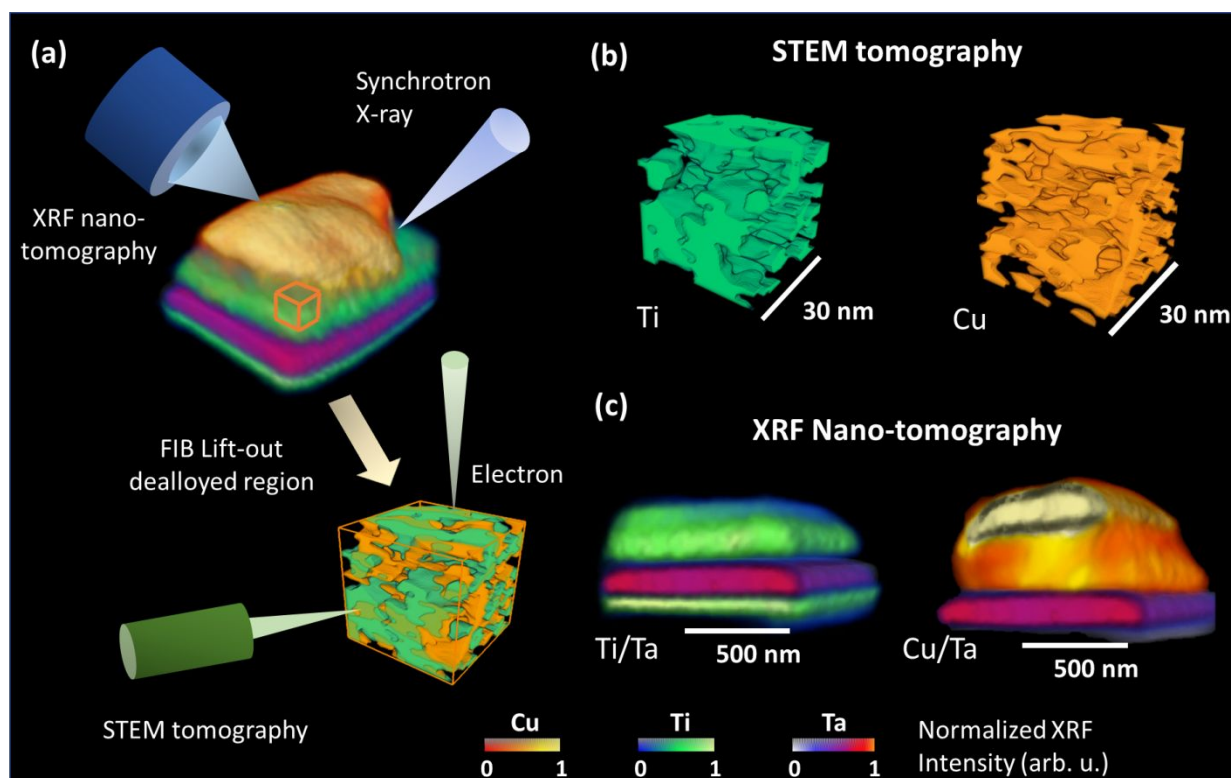 (a)
Synchrotron
X-ray
XRF nano-
tomography
FIB Lift-out
dealloyed region
Electron
STEM tomography
(b)
STEM tomography
Ti
30 nm
Cu
30 nm
(c)
XRF Nano-tomography
Ti/Ta
500 nm
Cu/Ta
500 nm
Cu
0 1
Ti
0 1
Ta
0 1
Normalized XRF
Intensity (arb. u.)